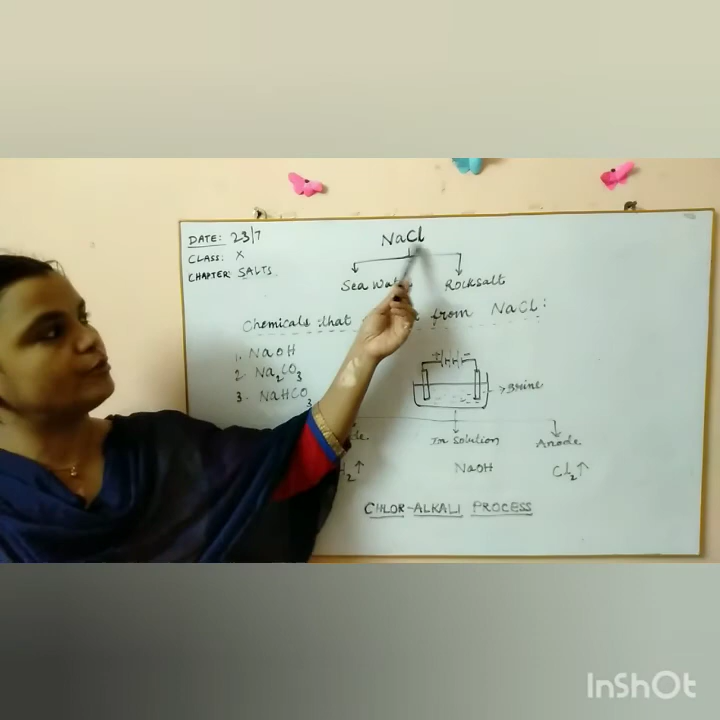 DATE: 23/7
CLASS: X
CHAPTER: SALTS
NaCl
Sea Rocksalt
Chemicals that from NaCl:
1. NaOH
2. Na2CO3
3. NaHCO3
Brine
In Solution Anode
NaOH Cl2↑
CHLOR-ALKALI PROCESS
InShOt